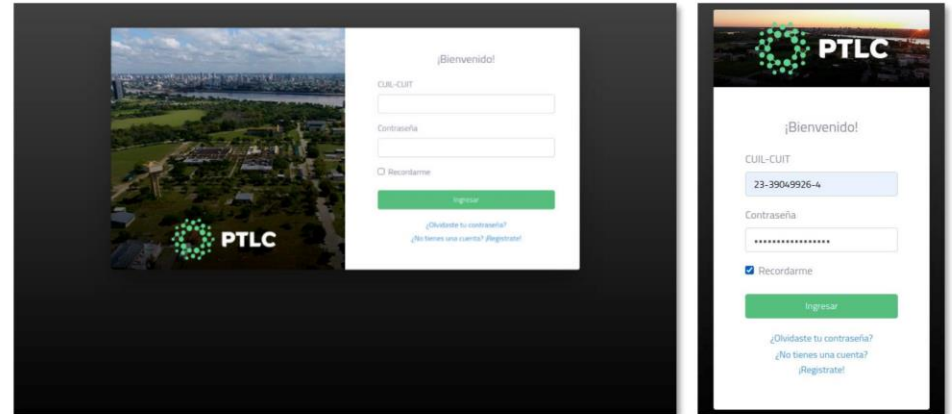 ¡Bienvenido!
CUIL-CUIT
Contraseña
Recordarme
Ingresar
¿Olvidaste tu contraseña?
¿No tienes una cuenta? ¡Registrate!
PTLC
PTLC
¡Bienvenido!
CUIL-CUIT
23-39049926-4
Contraseña
•••••••••••••••••
Recordarme
Ingresar
¿Olvidaste tu contraseña?
¿No tienes una cuenta?
¡Registrate!